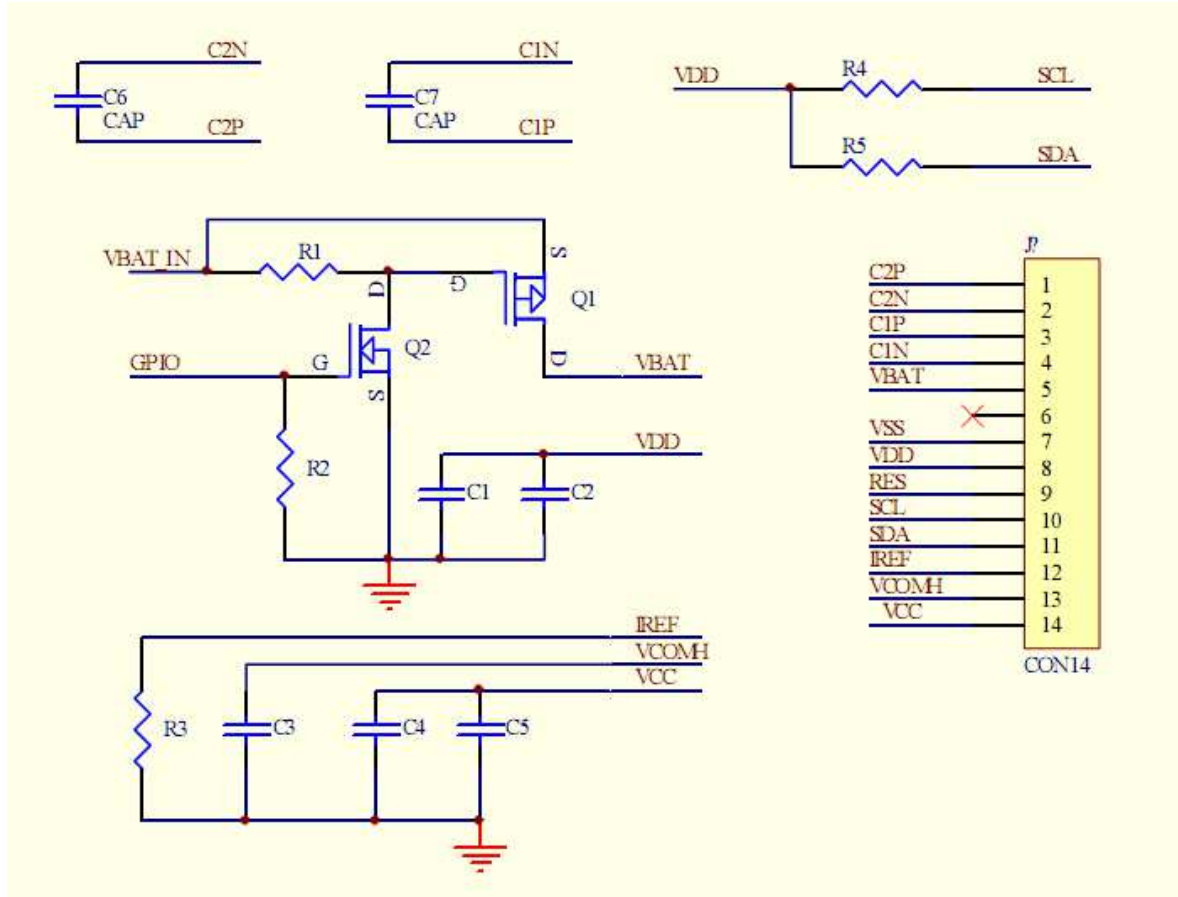 C2N
C6
CAP
C2P
C1N
C7
CAP
C1P
VDD
R4
SCL
R5
SDA
VBAT_IN
R1
S
D
G
Q1
D
VBAT
GPIO
G
Q2
S
R2
VDD
C1
C2
J?
C2P
1
C2N
2
C1P
3
C1N
4
VBAT
5
6
VSS
7
VDD
8
RES
9
SCL
10
SDA
11
IREF
12
VCOMH
13
VCC
14
CON14
IREF
VCOMH
VCC
R3
C3
C4
C5